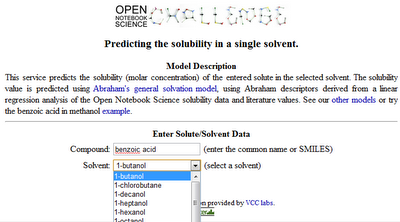 OPEN
NOTEBOOK
SCIENCE
CHALLENGE
Predicting the solubility in a single solvent.
Model Description
This service predicts the solubility (molar concentration) of the entered solute in the selected solvent. The solubility
value is predicted using Abraham's general solvation model, using Abraham descriptors derived from a linear
regression analysis of the Open Notebook Science solubility data and literature values. See our other models or try
the benzoic acid in methanol example.
Enter Solute/Solvent Data
Compound: benzoic acid (enter the common name or SMILES)
Solvent: 1-butanol (select a solvent)
1-butanol
1-chlorobutane
1-decanol
1-heptanol on provided by VCC labs.
1-hexanol
1-octanol